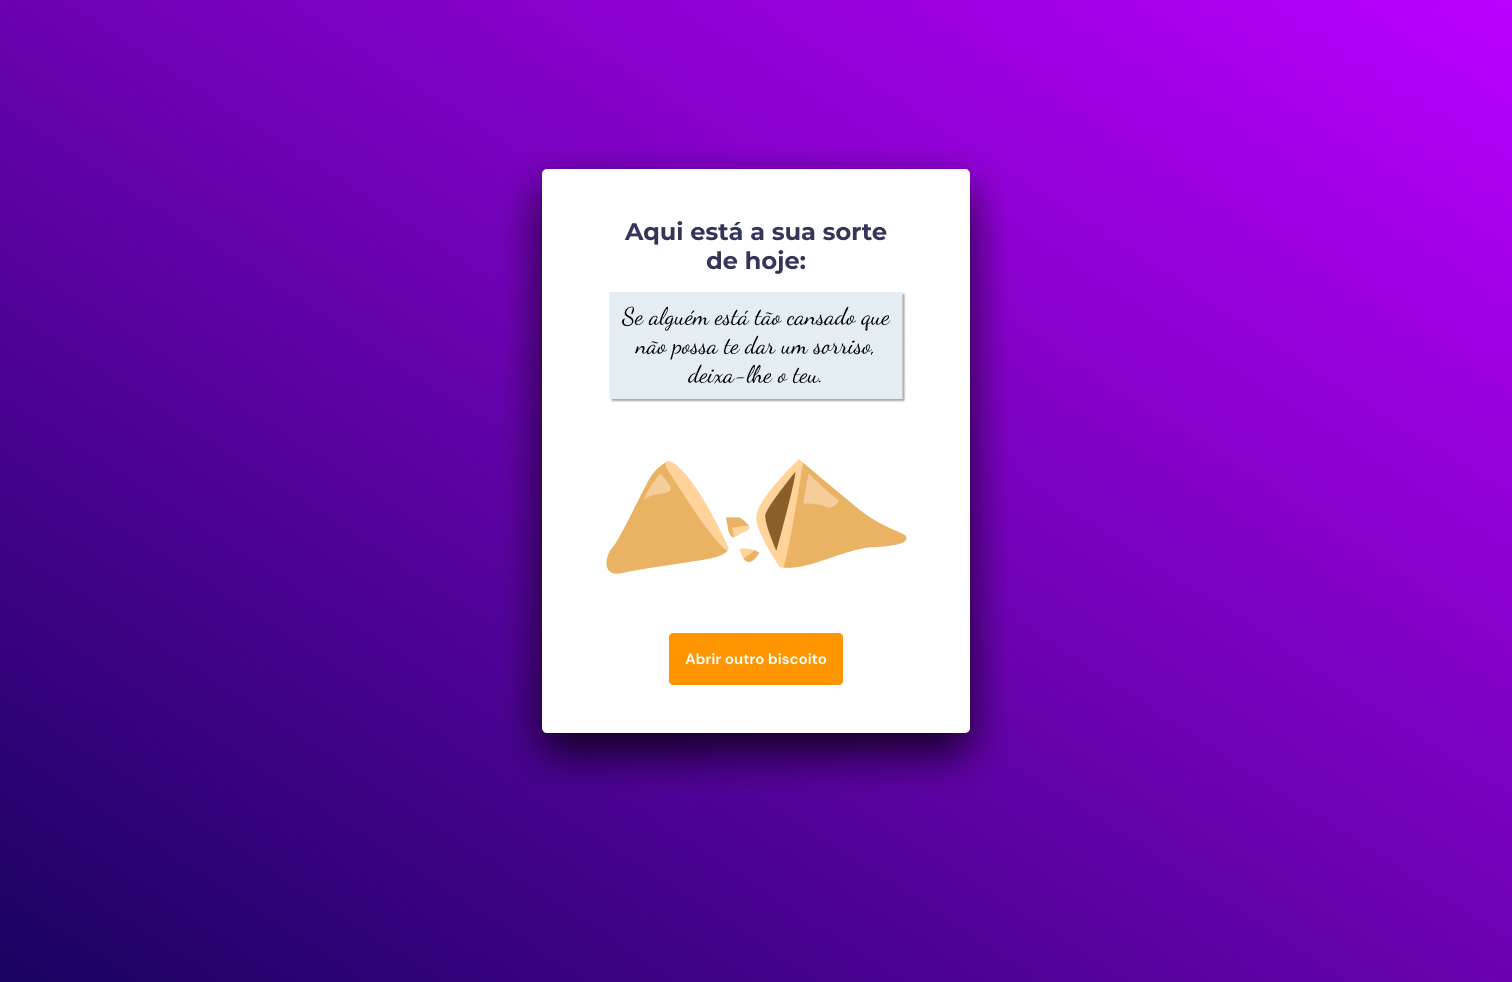 Aqui está a sua sorte
de hoje:
Se alguém está tão cansado que
não possa te dar um sorriso,
deixa-lhe o teu.
Abrir outro biscoito